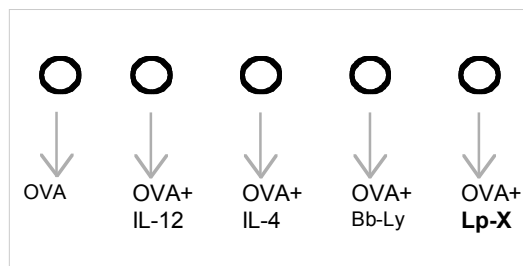 OVA
OVA+
IL-12
OVA+
IL-4
OVA+
Bb-Ly
OVA+
Lp-X